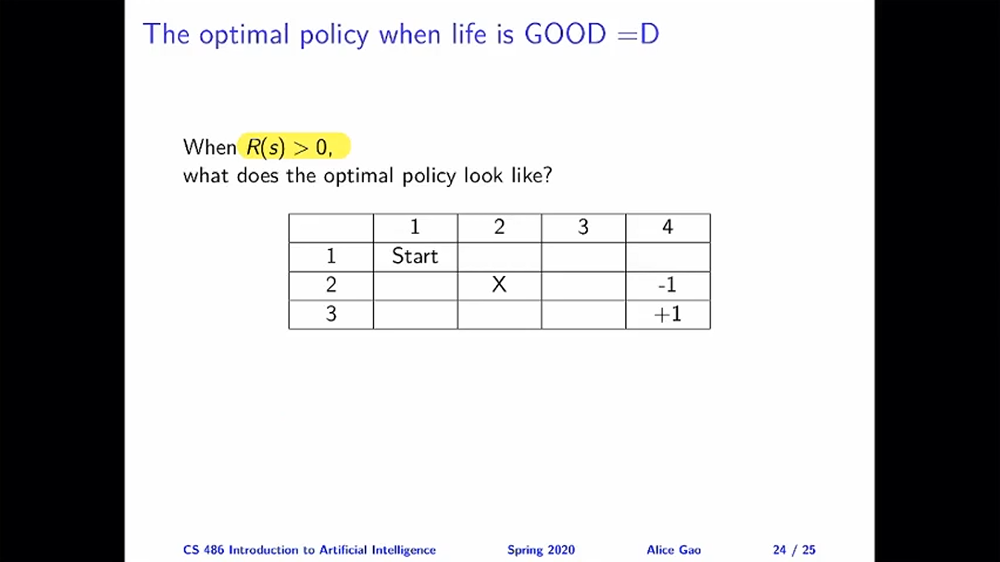 The optimal policy when life is GOOD =D
When R(s) > 0,
what does the optimal policy look like?
1 2 3 4
1 Start
2 X -1
3 +1
CS 486 Introduction to Artificial Intelligence Spring 2020 Alice Gao 24 / 25